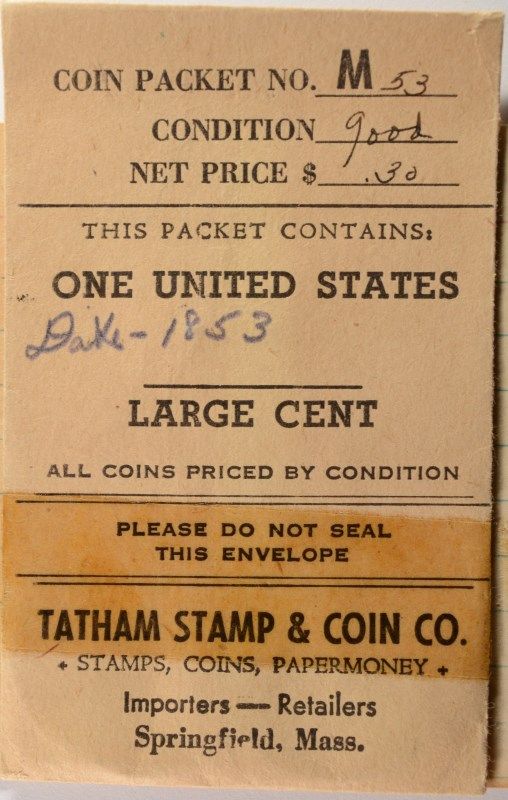 COIN PACKET NO. M 53
CONDITION good
NET PRICE $ .30
THIS PACKET CONTAINS:
ONE UNITED STATES
Date - 1853
LARGE CENT
ALL COINS PRICED BY CONDITION
PLEASE DO NOT SEAL
THIS ENVELOPE
TATHAM STAMP & COIN CO.
STAMPS, COINS, PAPERMONEY
Importers — Retailers
Springfield, Mass.